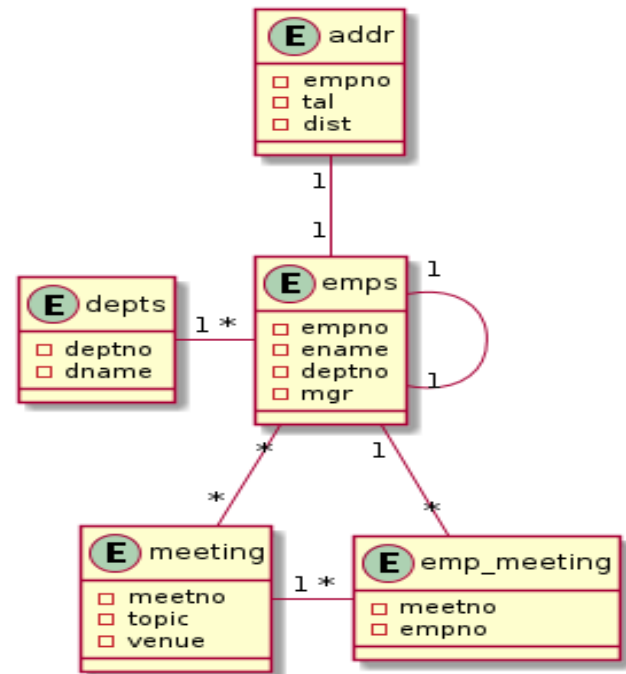 E addr
empno
tal
dist
1
1
E depts
deptno
dname
1 *
E emps
empno
ename
deptno
mgr
1
1
*
*
1
*
E meeting
meetno
topic
venue
1 *
E emp_meeting
meetno
empno